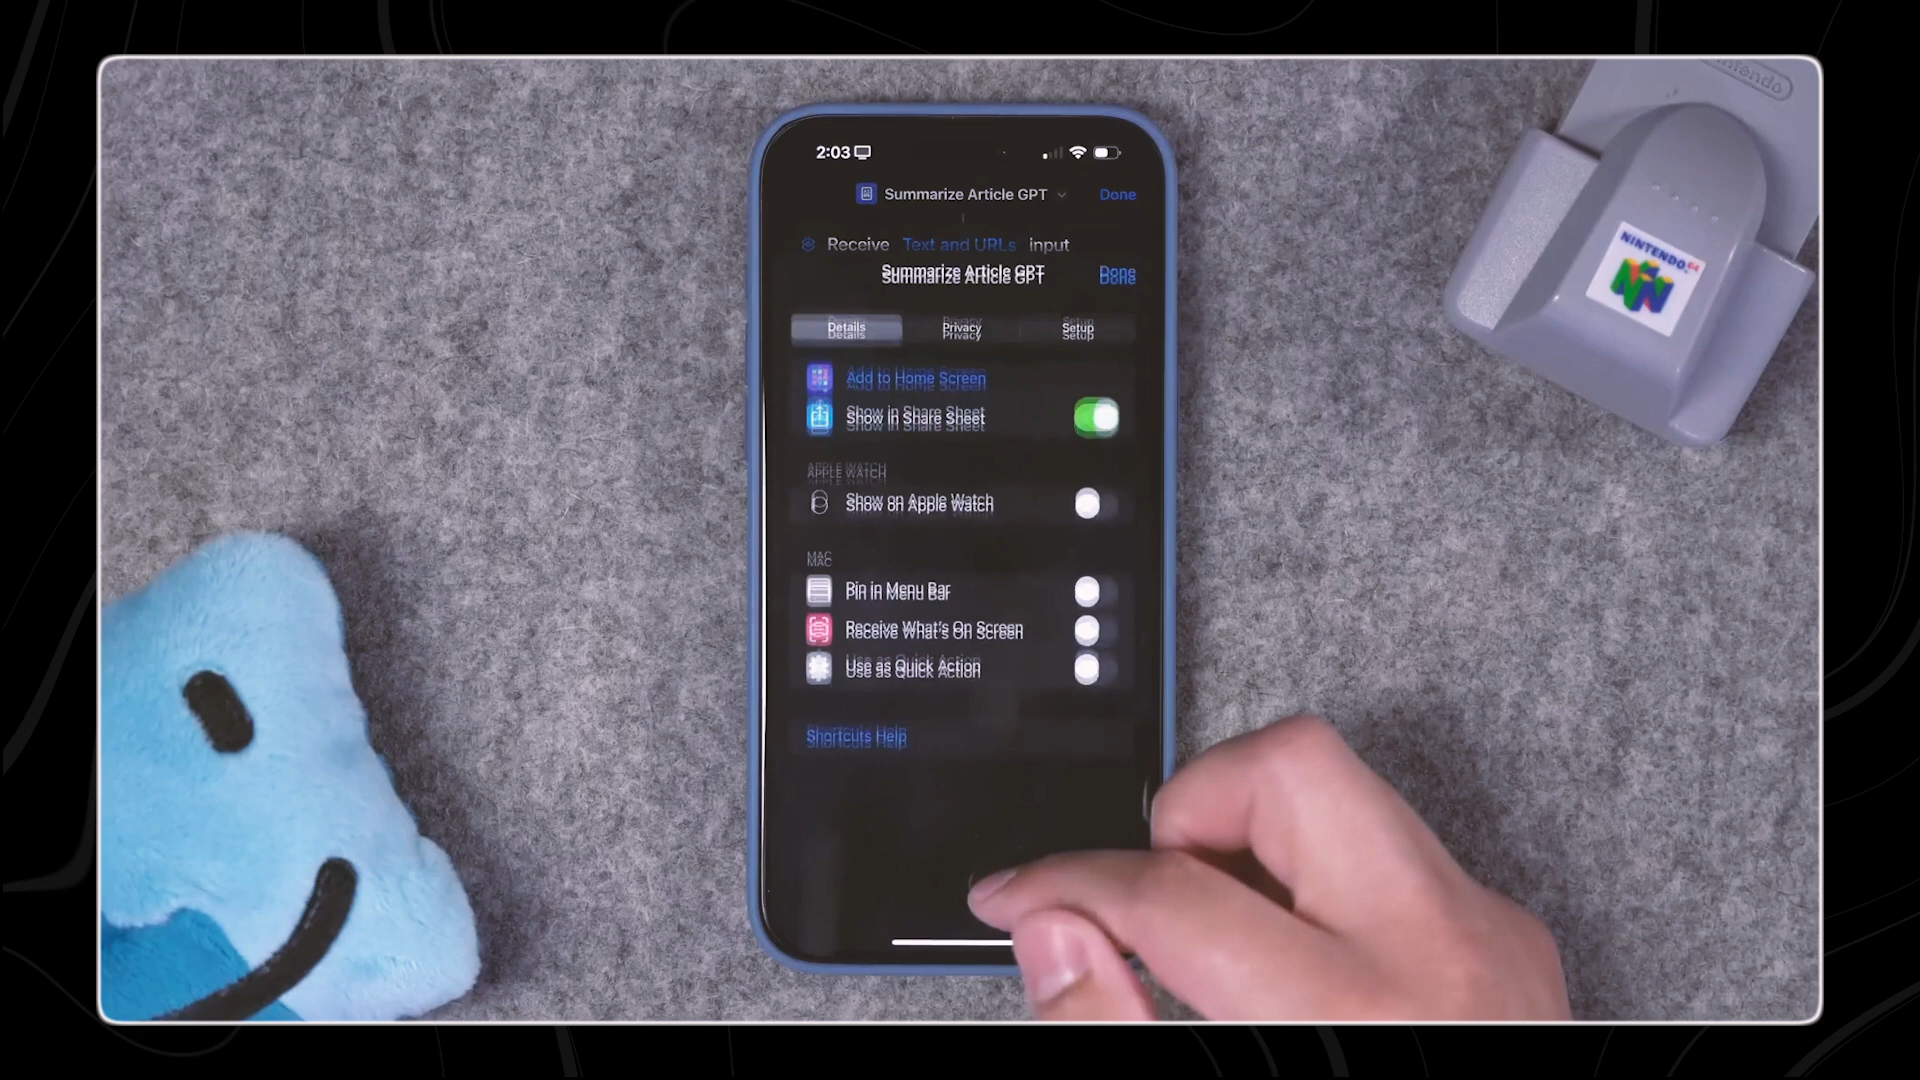 Nintendo
2:03
Summarize Article GPT Done
Receive Text and URLs input
Summarize Article GPT Done
Details Privacy Setup
Add to Home Screen
Show in Share Sheet
APPLE WATCH
Show on Apple Watch
MAC
Pin in Menu Bar
Receive What's On Screen
Use as Quick Action
Shortcuts Help
NINTENDO 64